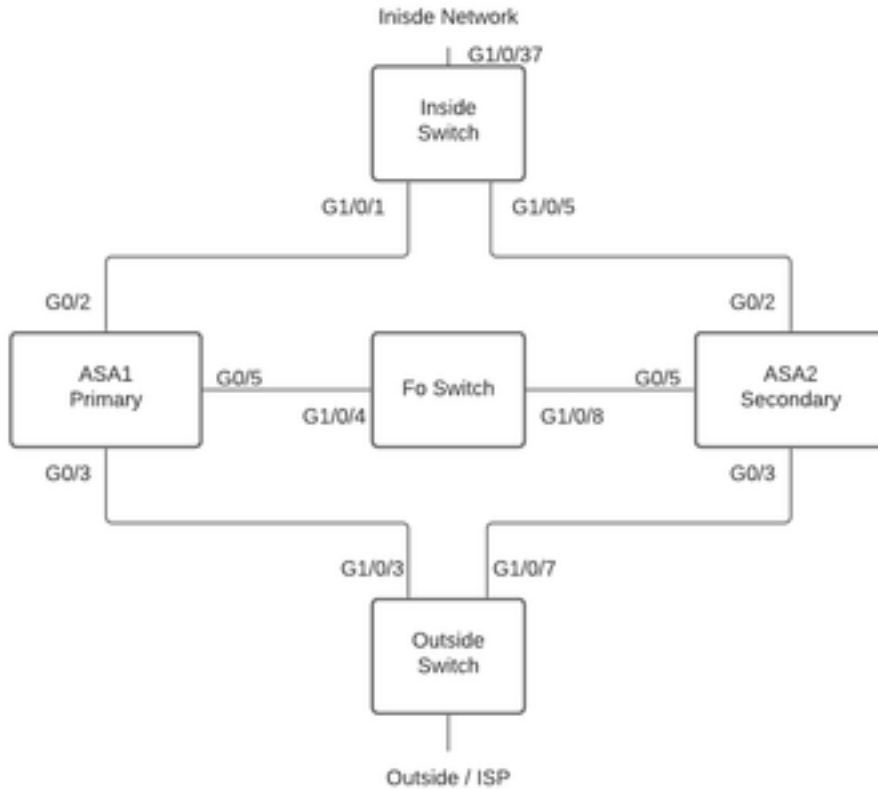 Inisde Network
G1/0/37
Inside
Switch
G1/0/1
G1/0/5
G0/2
G0/2
ASA1
Primary
G0/5
G1/0/4
Fo Switch
G0/5
G1/0/8
ASA2
Secondary
G0/3
G0/3
G1/0/3
G1/0/7
Outside
Switch
Outside / ISP